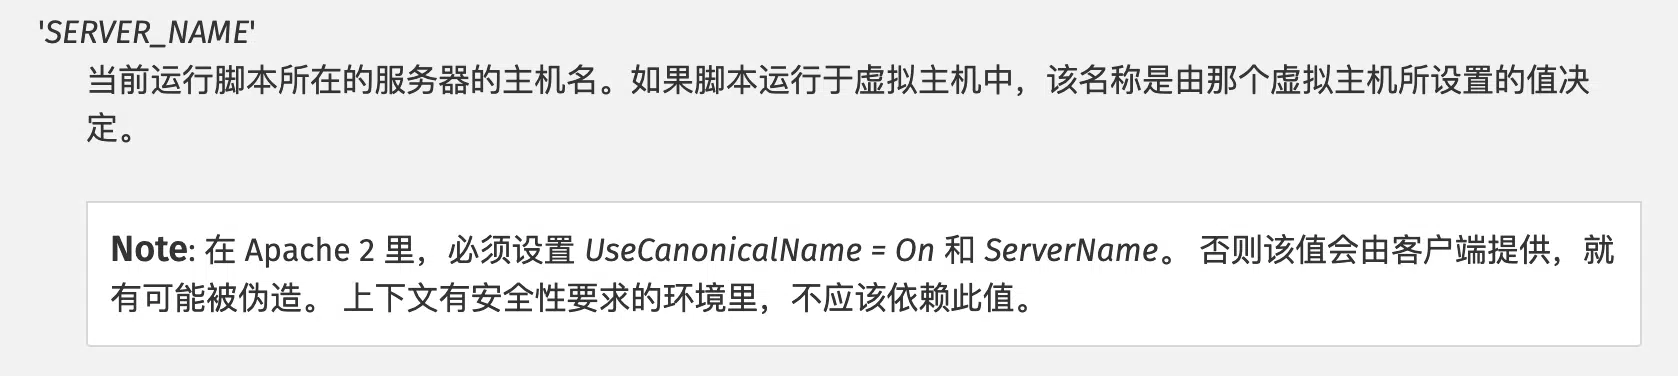 'SERVER_NAME'
当前运行脚本所在的服务器的主机名。如果脚本运行于虚拟主机中，该名称是由那个虚拟主机所设置的值决
定。
Note: 在 Apache 2 里，必须设置 UseCanonicalName = On 和 ServerName。 否则该值会由客户端提供，就
有可能被伪造。 上下文有安全性要求的环境里，不应该依赖此值。